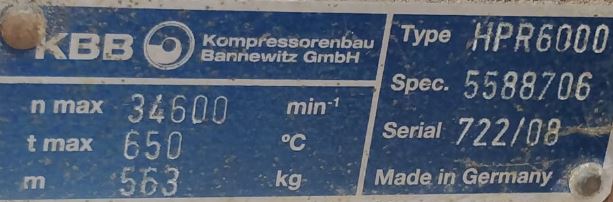 KBB Kompressorenbau
Bannewitz GmbH
Type HPR6000
Spec. 5588706
Serial 722/08
Made in Germany
n max 34600 min-1
t max 650 ºC
m 563 kg